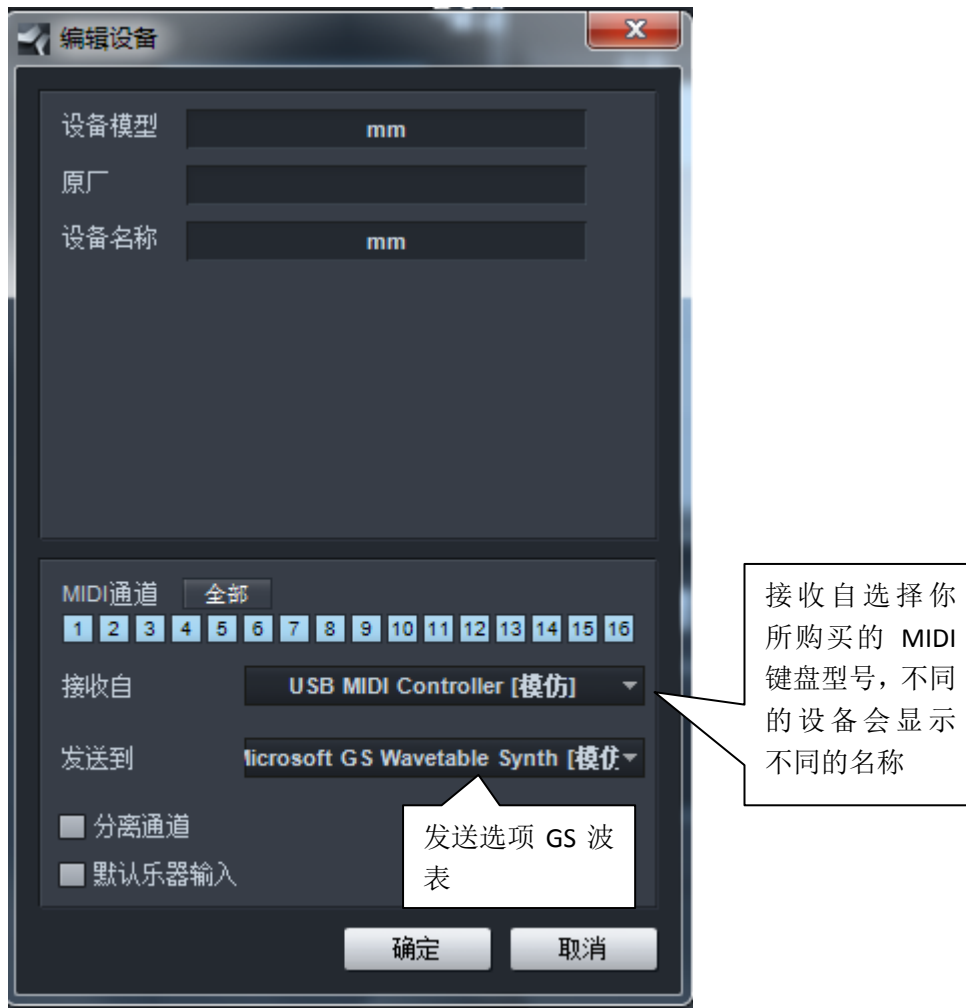 编辑设备
设备模型 mm
原厂
设备名称 mm
MIDI通道 全部
1 2 3 4 5 6 7 8 9 10 11 12 13 14 15 16
接收自 USB MIDI Controller [模仿]
发送到 Microsoft GS Wavetable Synth [模仿
分离通道
默认乐器输入
确定 取消
接收自选择你
所购买的 MIDI
键盘型号，不同
的设备会显示
不同的名称
发送选项 GS 波
表